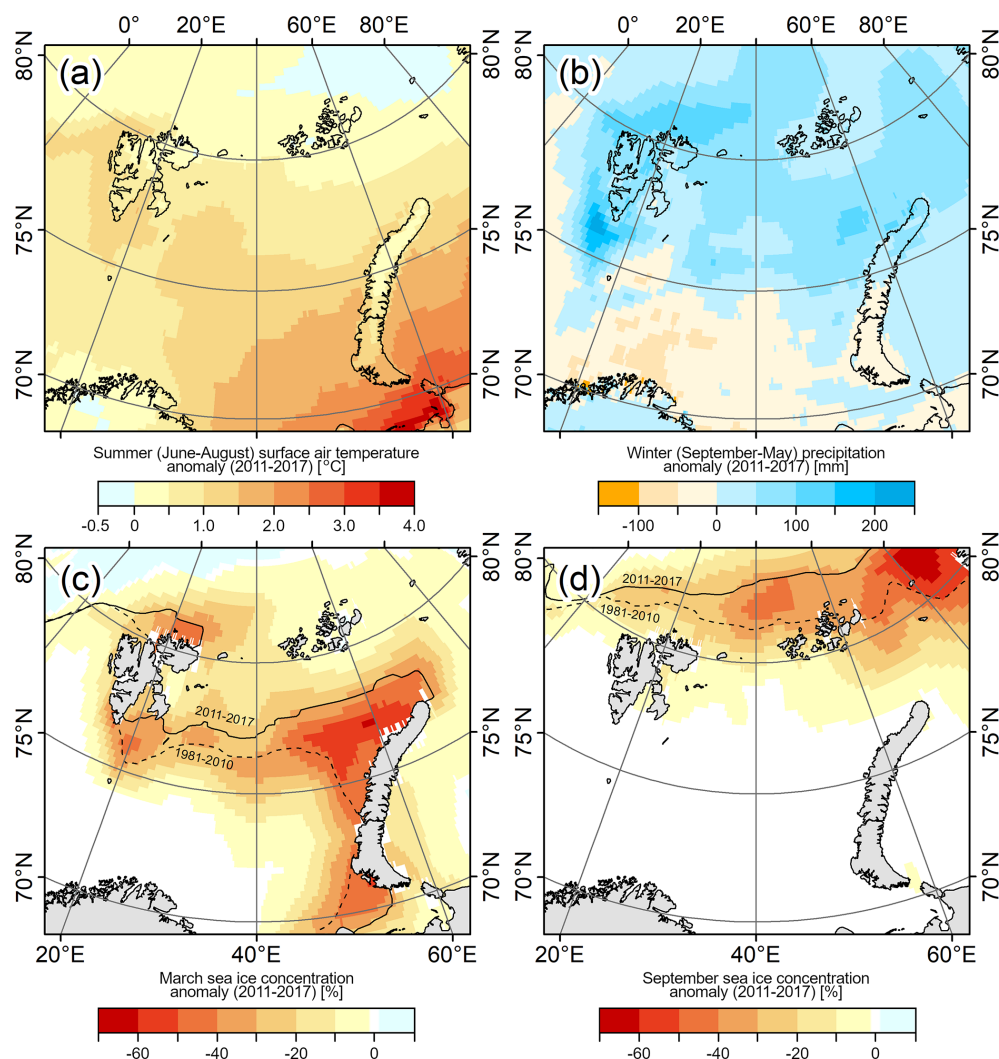 0° 20°E 40°E 60°E 80°E
0° 20°E 40°E 60°E 80°E
(a)
(b)
80°N
80°N
80°N
80°N
75°N
75°N
75°N
75°N
70°N
70°N
70°N
70°N
Summer (June-August) surface air temperature
anomaly (2011-2017) [°C]
-0.5 0 1.0 2.0 3.0 4.0
Winter (September-May) precipitation
anomaly (2011-2017) [mm]
-100 0 100 200
(c)
(d)
80°N
80°N
80°N
80°N
2011-2017
1981-2010
2011-2017
1981-2010
75°N
75°N
75°N
75°N
70°N
70°N
70°N
70°N
20°E 40°E 60°E
20°E 40°E 60°E
March sea ice concentration
anomaly (2011-2017) [%]
-60 -40 -20 0
September sea ice concentration
anomaly (2011-2017) [%]
-60 -40 -20 0